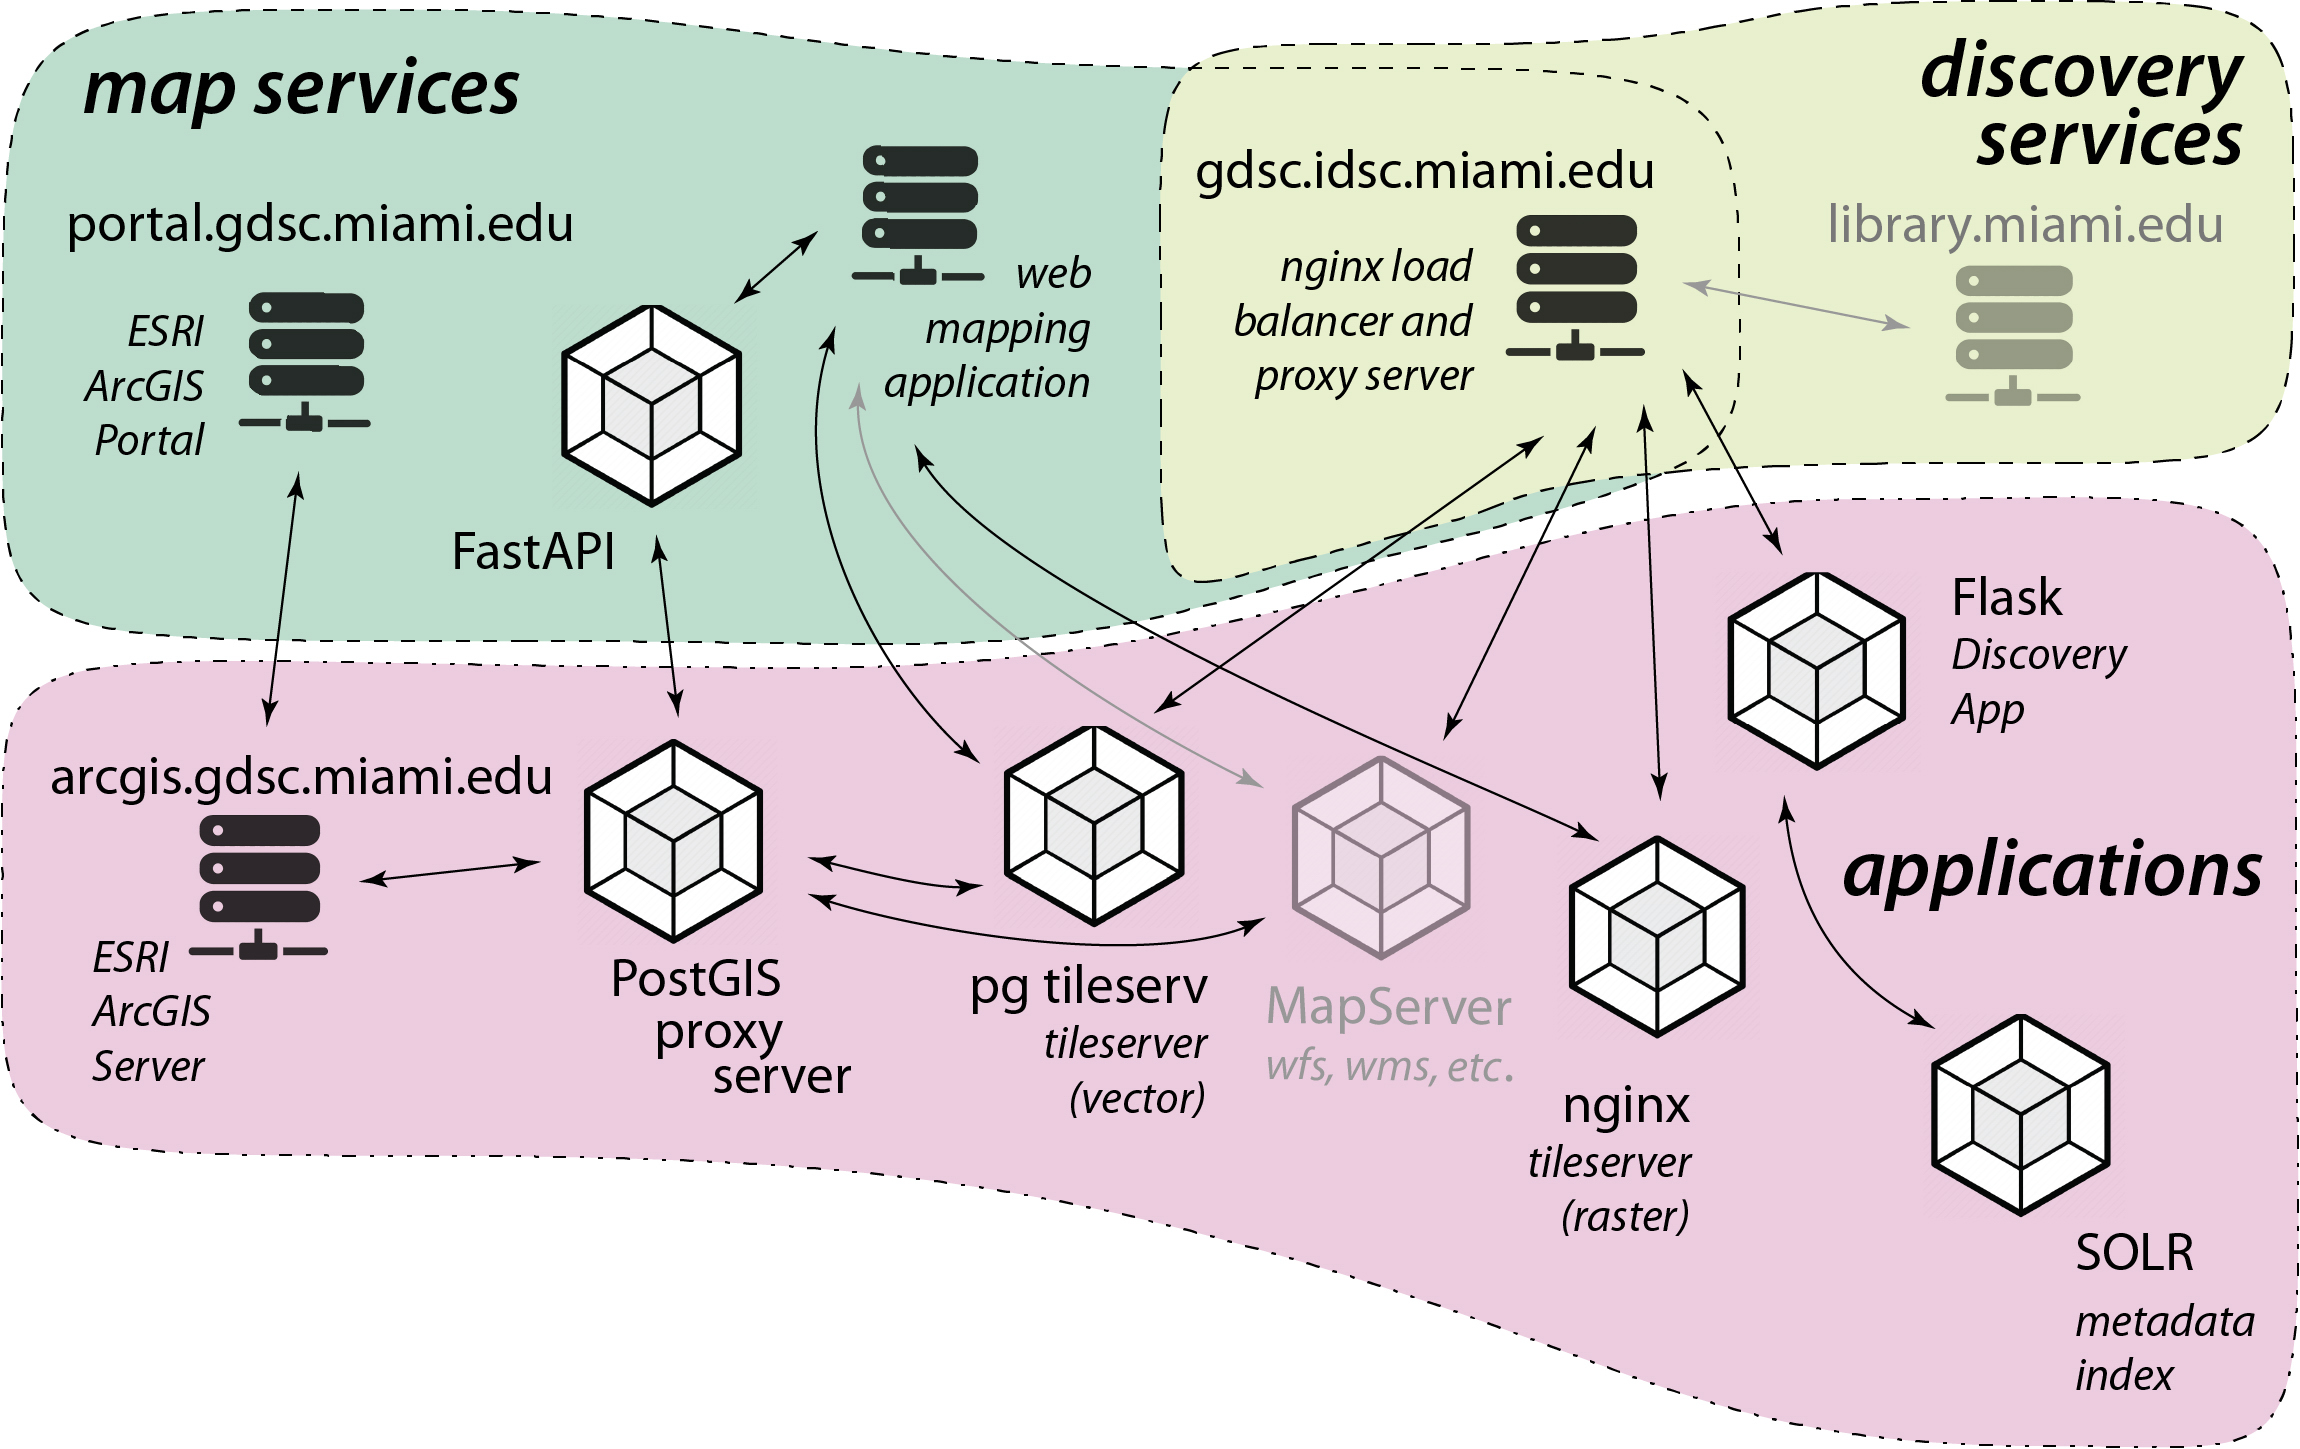 map services
discovery
services
portal.gdsc.miami.edu
ESRI
ArcGIS
Portal
FastAPI
web
mapping
application
gdsc.idsc.miami.edu
nginx load
balancer and
proxy server
library.miami.edu
Flask
Discovery
App
applications
arcgis.gdsc.miami.edu
ESRI
ArcGIS
Server
PostGIS
proxy
server
pg tileserv
tileserver
(vector)
MapServer
wfs, wms, etc.
nginx
tileserver
(raster)
SOLR
metadata
index